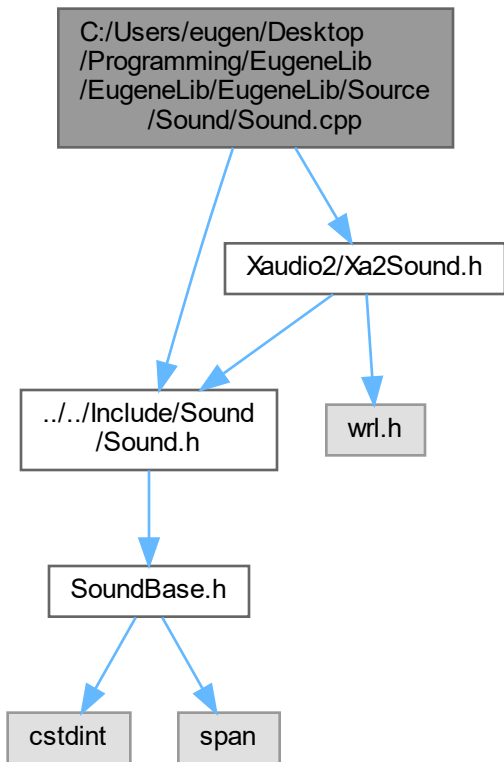 C:/Users/eugen/Desktop
/Programming/EugeneLib
/EugeneLib/EugeneLib/Source
/Sound/Sound.cpp
Xaudio2/Xa2Sound.h
../../Include/Sound
/Sound.h
wrl.h
SoundBase.h
cstdint
span